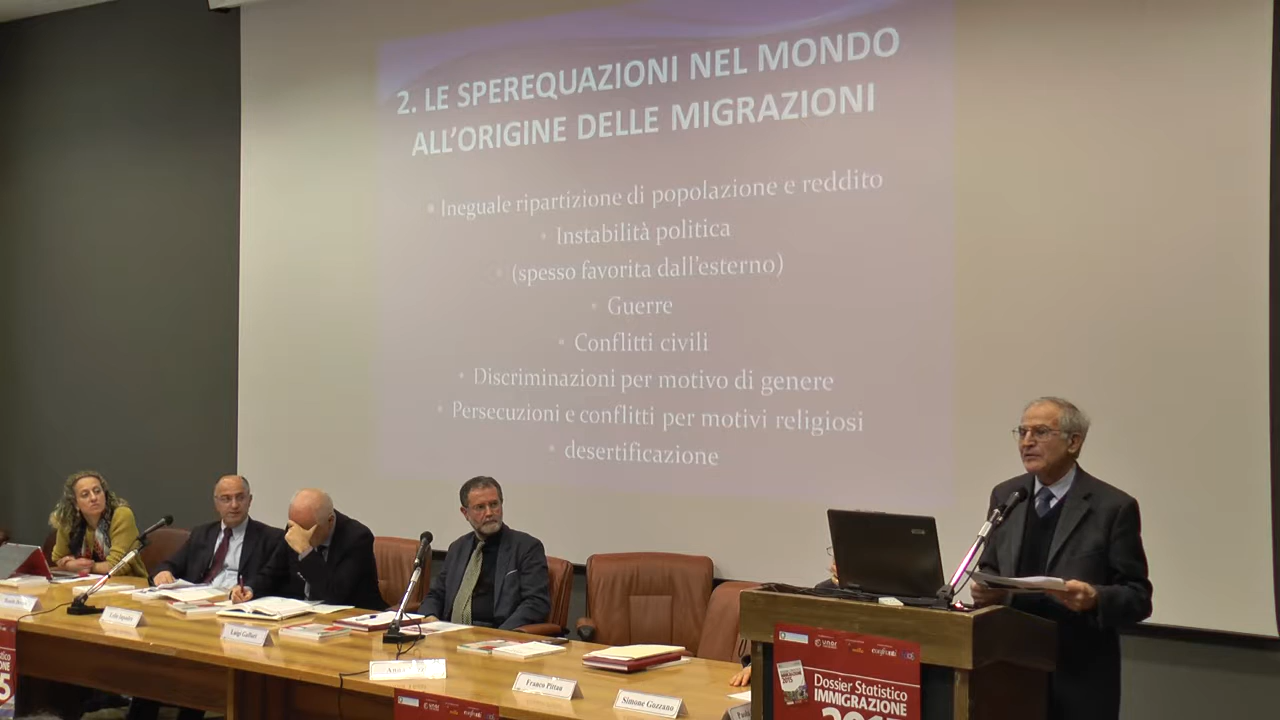 2. LE SPEREQUAZIONI NEL MONDO
ALL'ORIGINE DELLE MIGRAZIONI
• Ineguale ripartizione di popolazione e reddito
• Instabilità politica
• (spesso favorita dall'esterno)
• Guerre
• Conflitti civili
• Discriminazioni per motivo di genere
• Persecuzioni e conflitti per motivi religiosi
• desertificazione
Luigi Gaffuri
Franco Pittau
Simone Gozzano
Dossier Statistico
IMMIGRAZIONE
2015